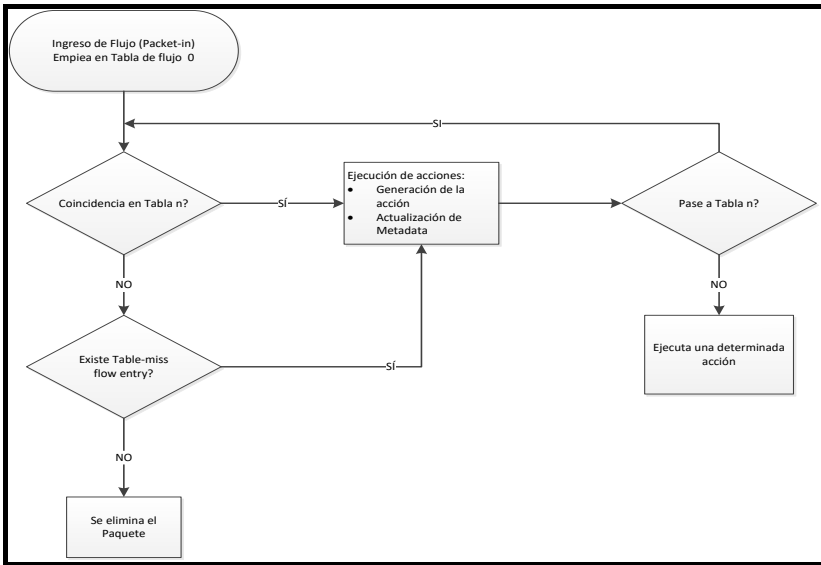 Ingreso de Flujo (Packet-in)
Empiea en Tabla de flujo 0
SI
Coincidencia en Tabla n?
SÍ
Ejecución de acciones:
• Generación de la
acción
• Actualización de
Metadata
Pase a Tabla n?
NO
NO
Existe Table-miss
flow entry?
SÍ
Ejecuta una determinada
acción
NO
Se elimina el
Paquete